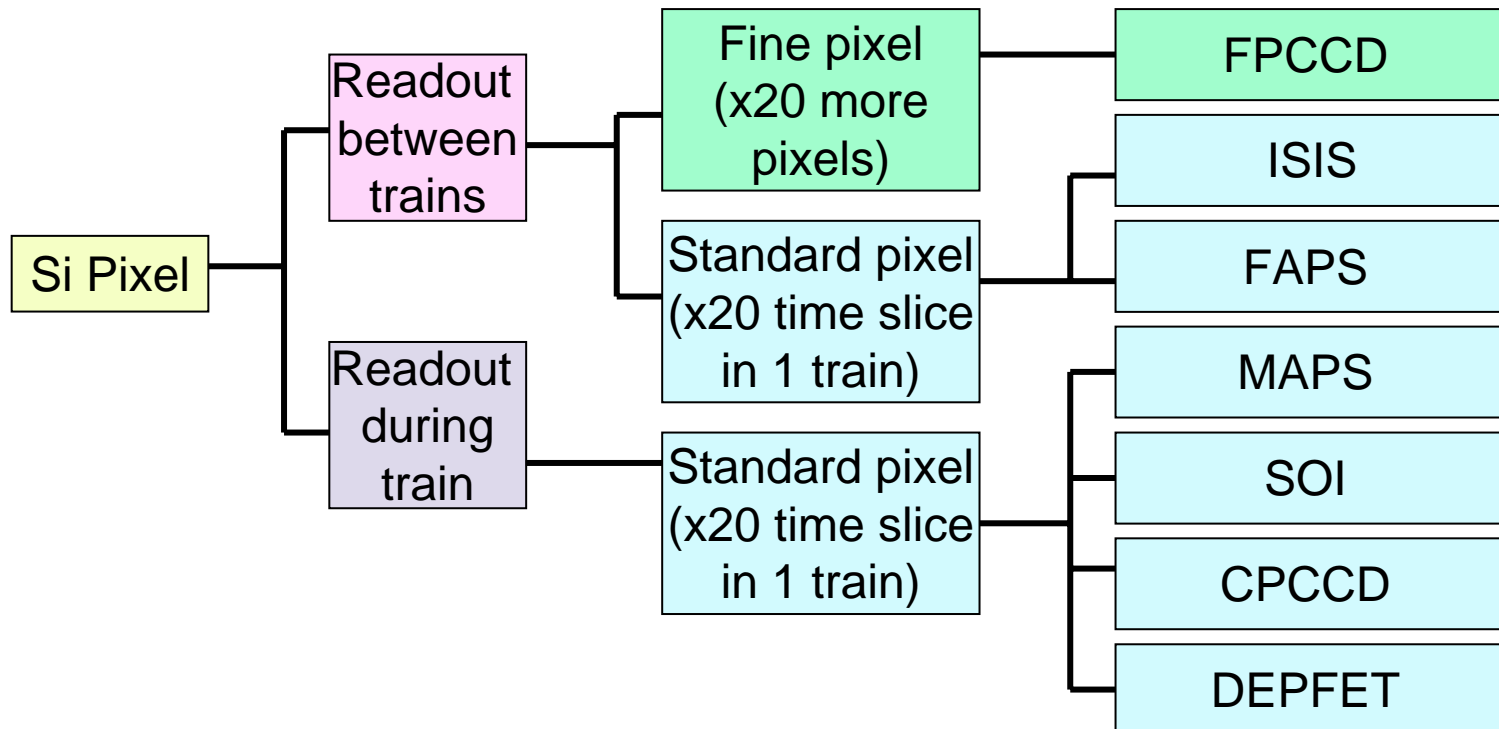 Si Pixel
Readout
between
trains
Readout
during
train
Fine pixel
(x20 more
pixels)
Standard pixel
(x20 time slice
in 1 train)
Standard pixel
(x20 time slice
in 1 train)
FPCCD
ISIS
FAPS
MAPS
SOI
CPCCD
DEPFET